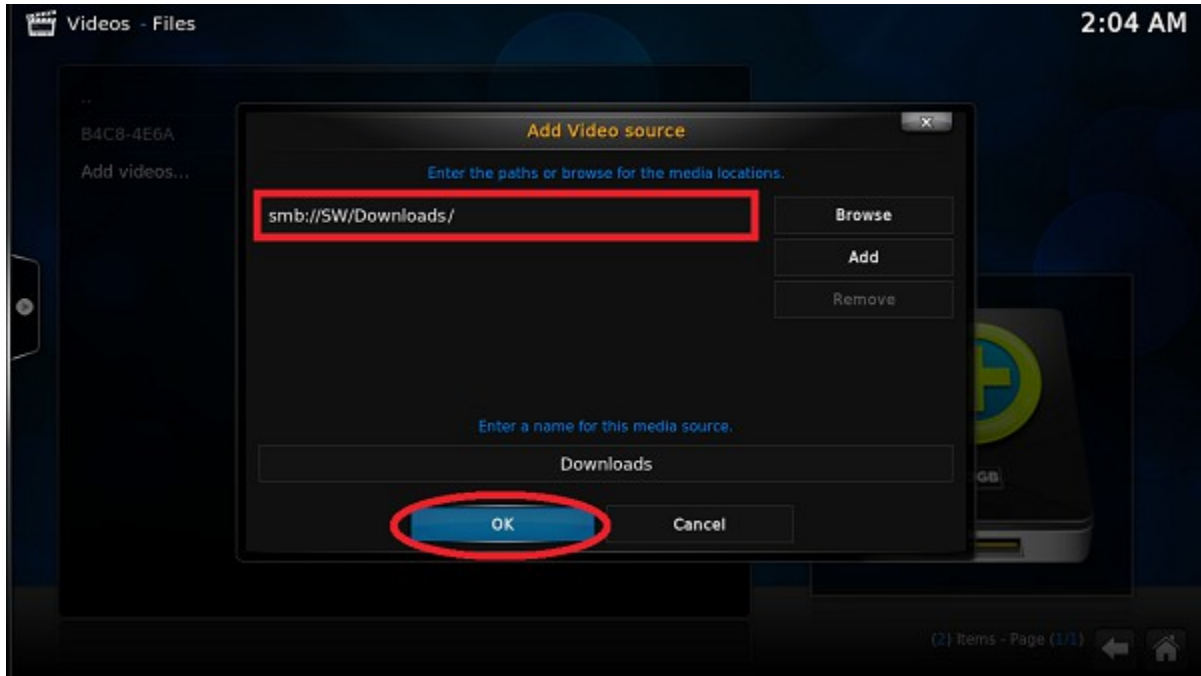 Videos - Files
2:04 AM
..
B4C8-4E6A
Add videos...
Add Video source
Enter the paths or browse for the media locations.
smb://SW/Downloads/
Browse
Add
Remove
Enter a name for this media source.
Downloads
GB
OK
Cancel
(2) Items - Page (1/1)